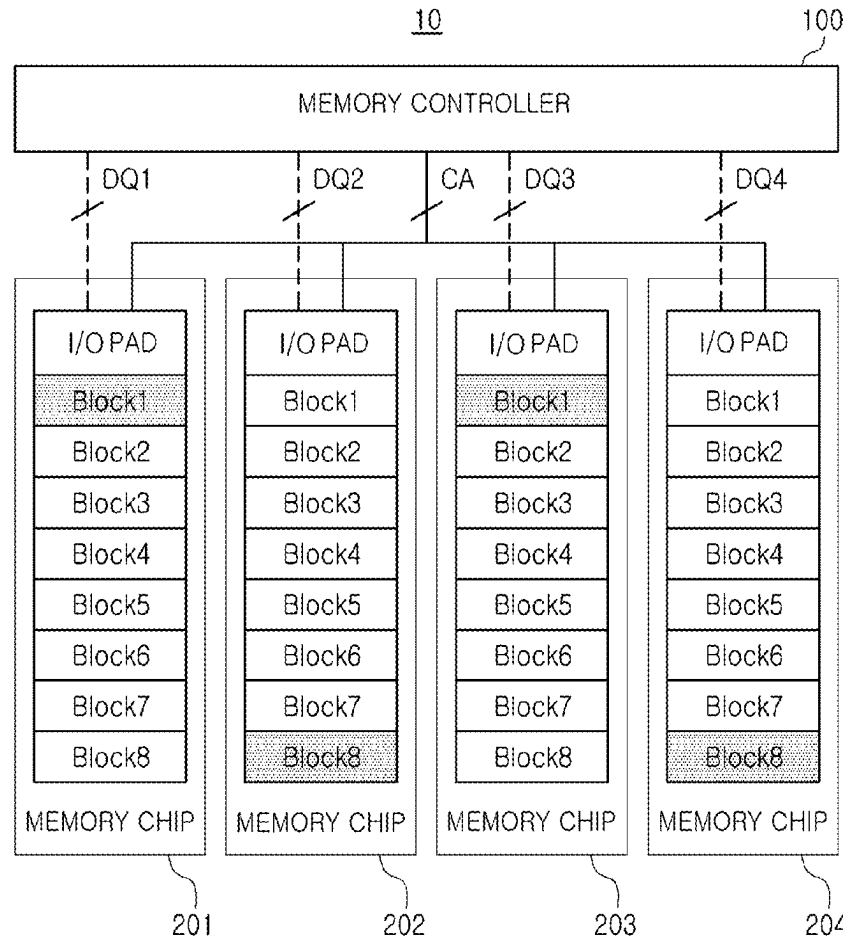 10
100
MEMORY CONTROLLER
DQ1 DQ2 CA DQ3 DQ4
I/O PAD I/O PAD I/O PAD I/O PAD
Block1 Block1 Block1 Block1
Block2 Block2 Block2 Block2
Block3 Block3 Block3 Block3
Block4 Block4 Block4 Block4
Block5 Block5 Block5 Block5
Block6 Block6 Block6 Block6
Block7 Block7 Block7 Block7
Block8 Block8 Block8 Block8
MEMORY CHIP MEMORY CHIP MEMORY CHIP MEMORY CHIP
201 202 203 204